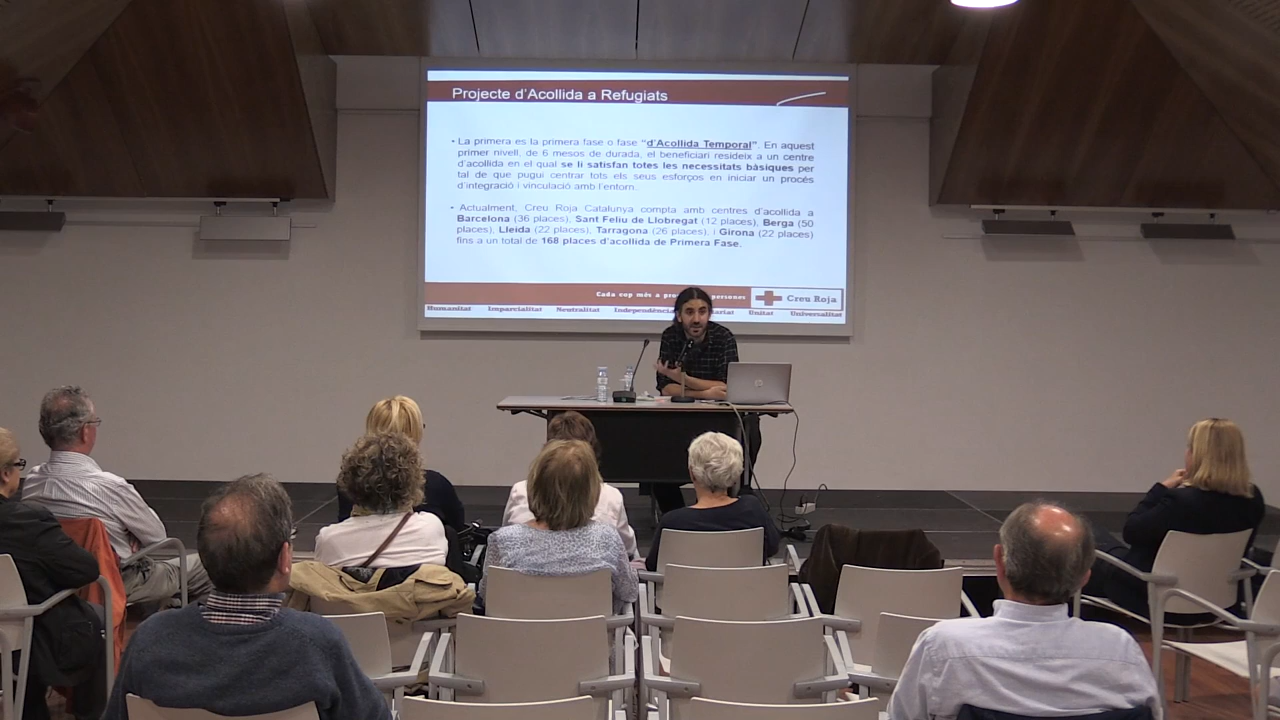 Projecte d'Acollida a Refugiats
• La primera es la primera fase o fase "d'Acollida Temporal". En aquest
primer nivell, de 6 mesos de durada, el beneficiari resideix a un centre
d'acollida en el qual se li satisfan totes les necessitats bàsiques per
tal de que pugui centrar tots els seus esforços en iniciar un procés
d'integració i vinculació amb l'entorn.
• Actualment, Creu Roja Catalunya compta amb centres d'acollida a
Barcelona (36 places), Sant Feliu de Llobregat (12 places), Berga (50
places), Lleida (22 places), Tarragona (26 places), i Girona (22 places)
fins a un total de 168 places d'acollida de Primera Fase.
Cada cop més a persones
Creu Roja
Humanitat Imparcialitat Neutralitat Independència Unitat Universalitat